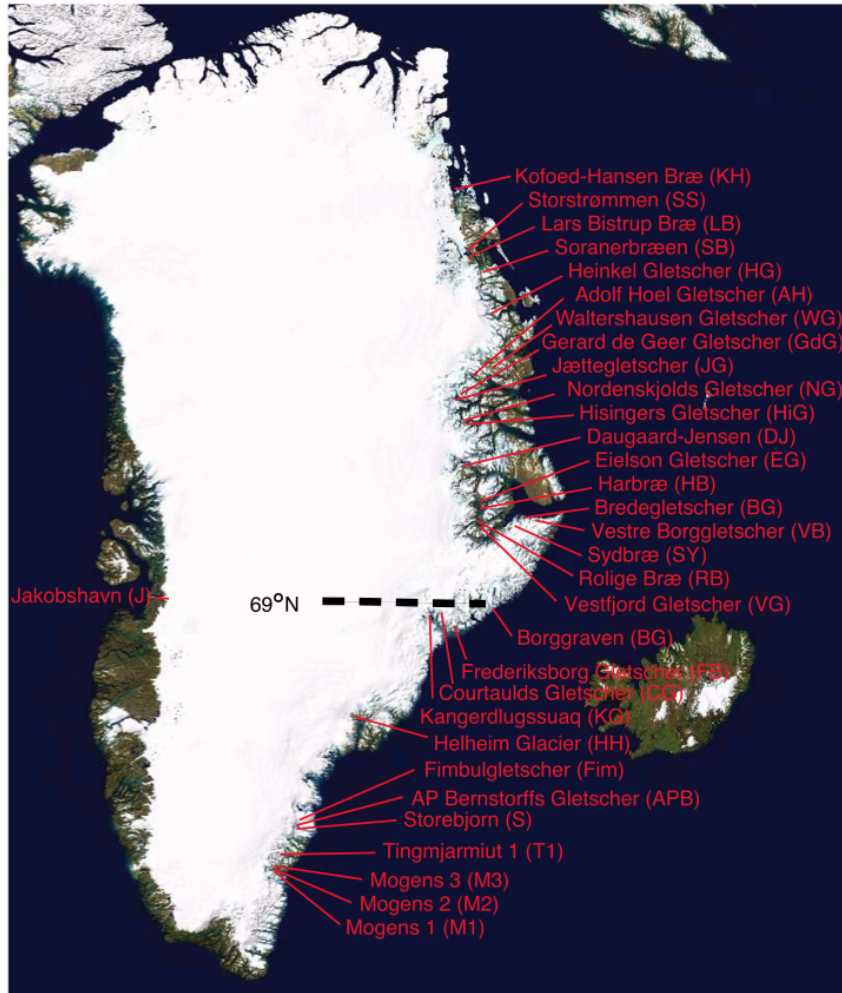 Kofoed-Hansen Bræ (KH)
Storstrømmen (SS)
Lars Bistrup Bræ (LB)
Soranerbræen (SB)
Heinkel Gletscher (HG)
Adolf Hoel Gletscher (AH)
Waltershausen Gletscher (WG)
Gerard de Geer Gletscher (GdG)
Jættegletscher (JG)
Nordenskjolds Gletscher (NG)
Hisingers Gletscher (HiG)
Daugaard-Jensen (DJ)
Eielson Gletscher (EG)
Harbræ (HB)
Bredegletscher (BG)
Vestre Borggletscher (VB)
Sydbræ (SY)
Rolige Bræ (RB)
Vestfjord Gletscher (VG)
Jakobshavn (J)
69°N
Borggraven (BG)
Frederiksborg Gletscher (FB)
Courtaulds Gletscher (CG)
Kangerdlugssuaq (KG)
Helheim Glacier (HH)
Fimbulgletscher (Fim)
AP Bernstorffs Gletscher (APB)
Storebjorn (S)
Tingmjarmiut 1 (T1)
Mogens 3 (M3)
Mogens 2 (M2)
Mogens 1 (M1)